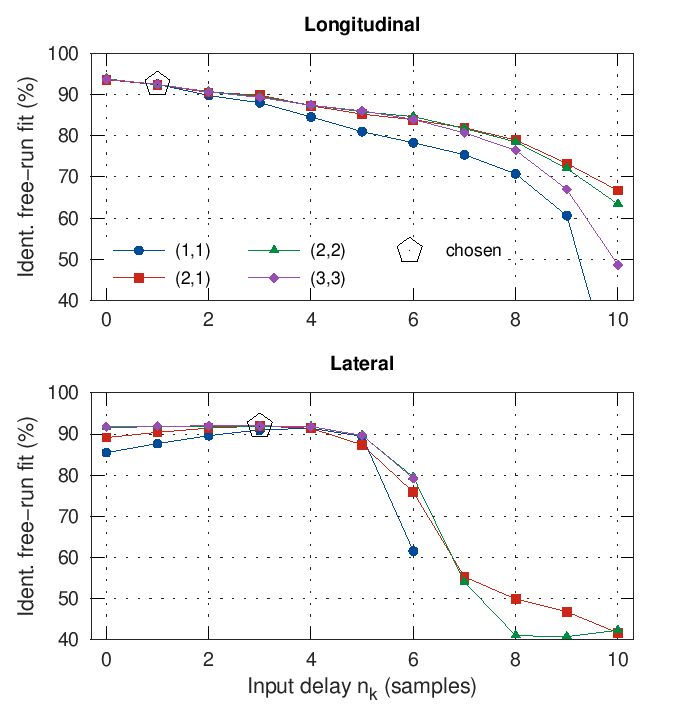 Longitudinal
Ident. free-run fit (%)
100
90
80
70
60
50
40
(1,1) (2,2) chosen
(2,1) (3,3)
0 2 4 6 8 10
Lateral
Ident. free-run fit (%)
100
90
80
70
60
50
40
0 2 4 6 8 10
Input delay nk (samples)